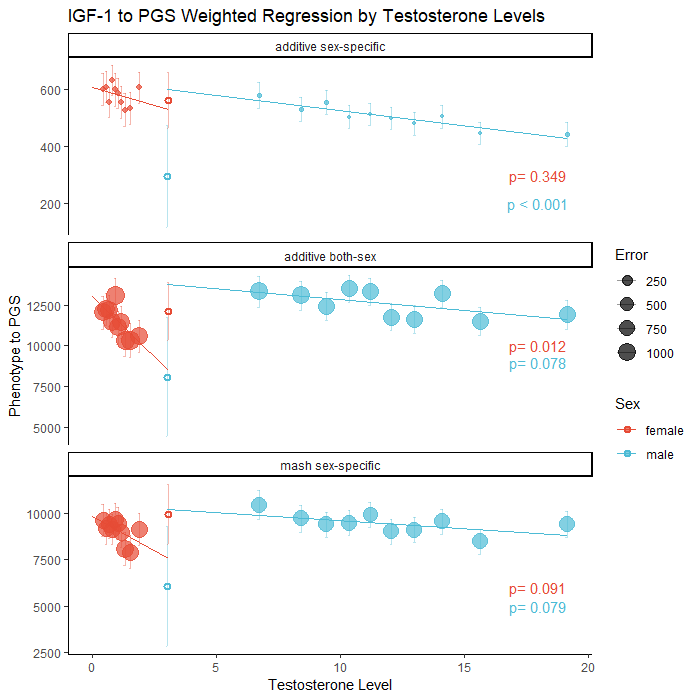 IGF-1 to PGS Weighted Regression by Testosterone Levels
additive sex-specific
600
400
200
p= 0.349
p < 0.001
additive both-sex
12500
10000
7500
5000
p= 0.012
p= 0.078
mash sex-specific
10000
7500
5000
2500
p= 0.091
p= 0.079
0 5 10 15 20
Testosterone Level
Phenotype to PGS
Error
250
500
750
1000
Sex
female
male